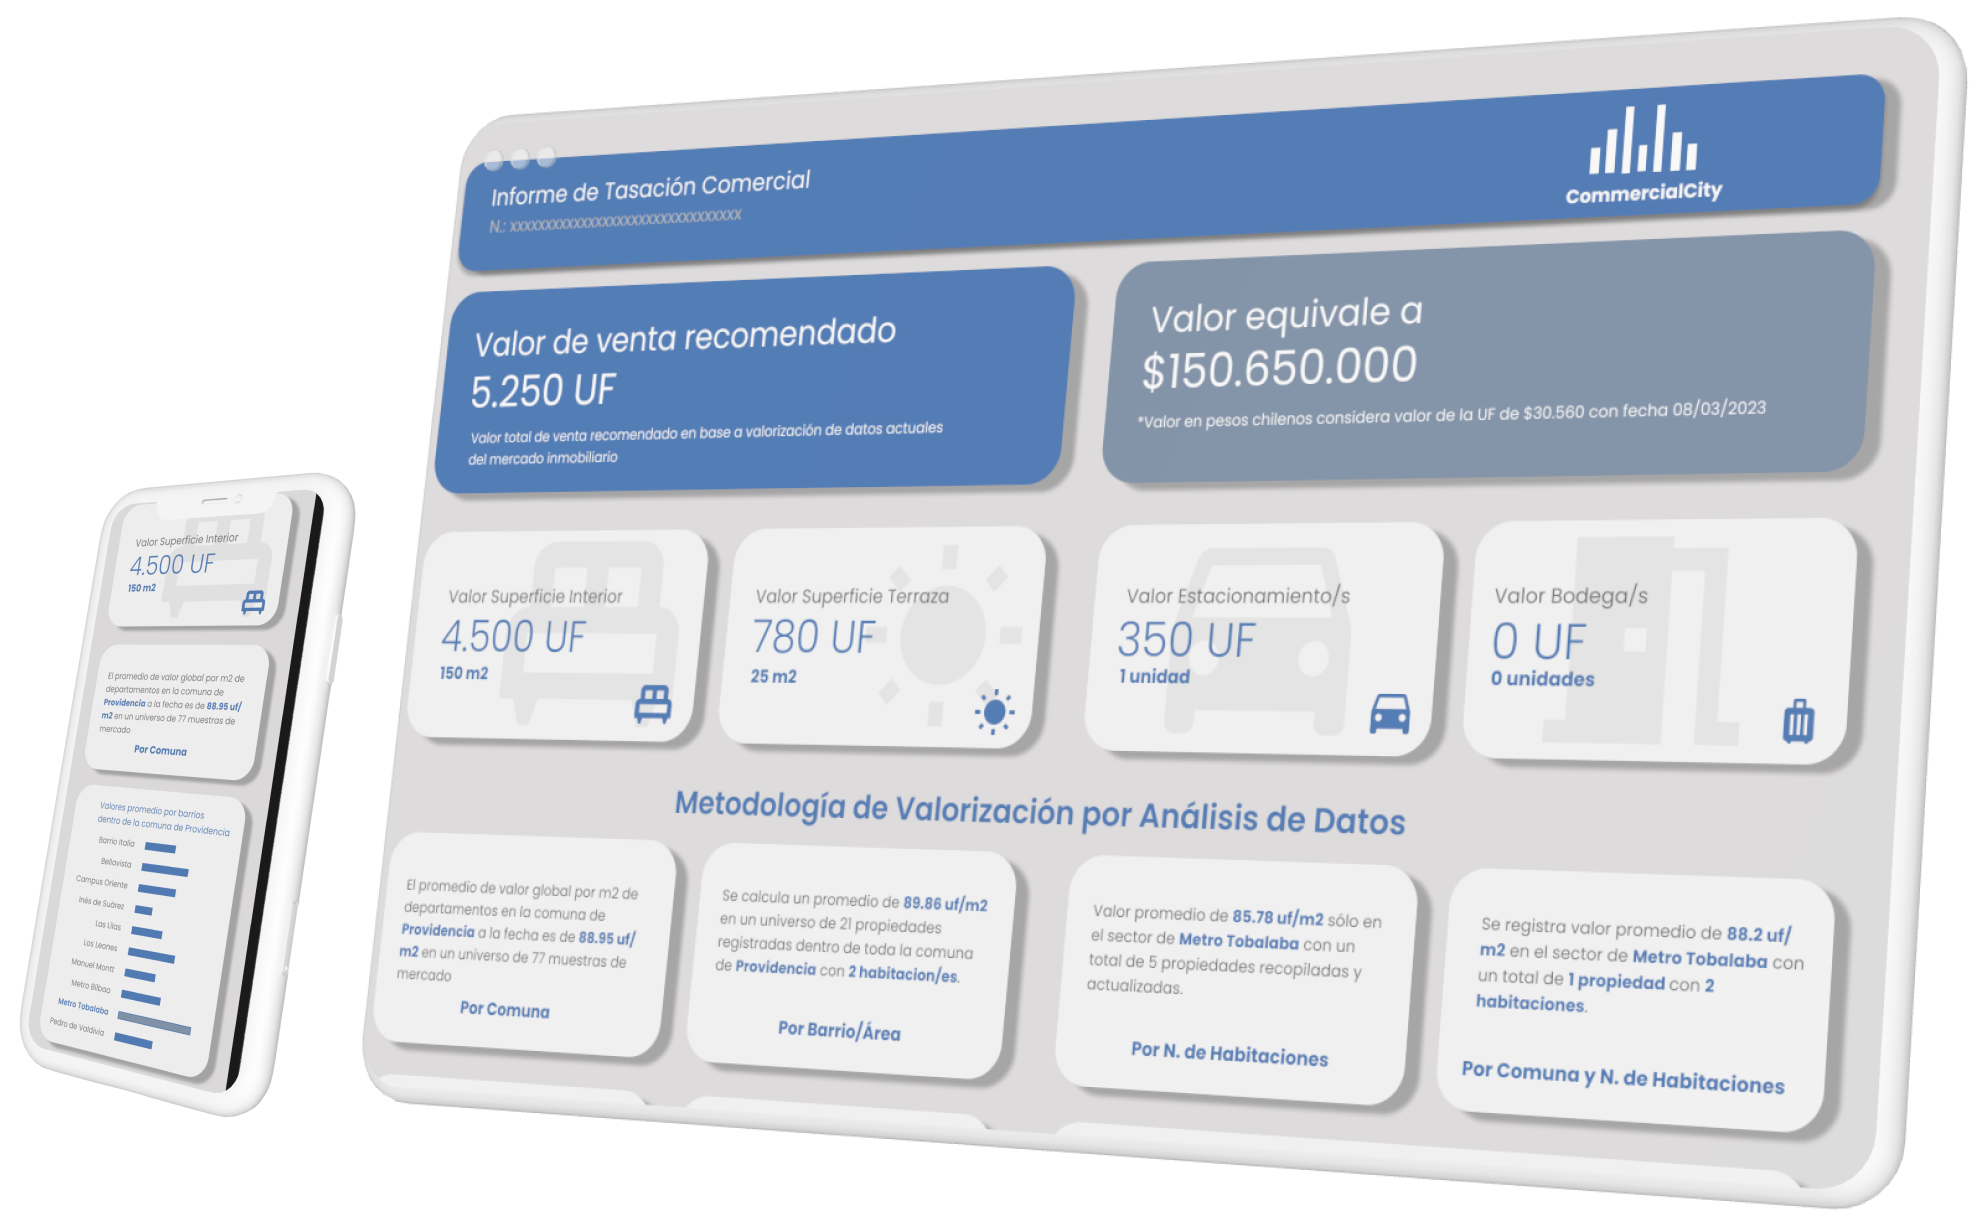 Informe de Tasación Comercial
N.: xxxxxxxxxxxxxxxxxxxxxxxxxxxxxxxxx
CommercialCity
Valor de venta recomendado
5.250 UF
Valor total de venta recomendado en base a valorización de datos actuales
del mercado inmobiliario
Valor equivale a
$150.650.000
*Valor en pesos chilenos considera valor de la UF de $30.560 con fecha 08/03/2023
Valor Superficie Interior
4.500 UF
150 m2
Valor Superficie Terraza
780 UF
25 m2
Valor Estacionamiento/s
350 UF
1 unidad
Valor Bodega/s
0 UF
0 unidades
Metodología de Valorización por Análisis de Datos
El promedio de valor global por m2 de
departamentos en la comuna de
Providencia a la fecha es de 88.95 uf/
m2 en un universo de 77 muestras de
mercado
Por Comuna
Se calcula un promedio de 89.86 uf/m2
en un universo de 21 propiedades
registradas dentro de toda la comuna
de Providencia con 2 habitacion/es.
Por Barrio/Área
Valor promedio de 85.78 uf/m2 sólo en
el sector de Metro Tobalaba con un
total de 5 propiedades recopiladas y
actualizadas.
Por N. de Habitaciones
Se registra valor promedio de 88.2 uf/
m2 en el sector de Metro Tobalaba con
un total de 1 propiedad con 2
habitaciones.
Por Comuna y N. de Habitaciones
Valor Superficie Interior
4.500 UF
150 m2
El promedio de valor global por m2 de
departamentos en la comuna de
Providencia a la fecha es de 88.95 uf/
m2 en un universo de 77 muestras de
mercado
Por Comuna
Valores promedio por barrios
dentro de la comuna de Providencia
Barrio Italia
Bellavista
Campus Oriente
Inés de Suárez
Las Lilas
Los Leones
Manuel Montt
Metro Bilbao
Metro Tobalaba
Pedro de Valdivia